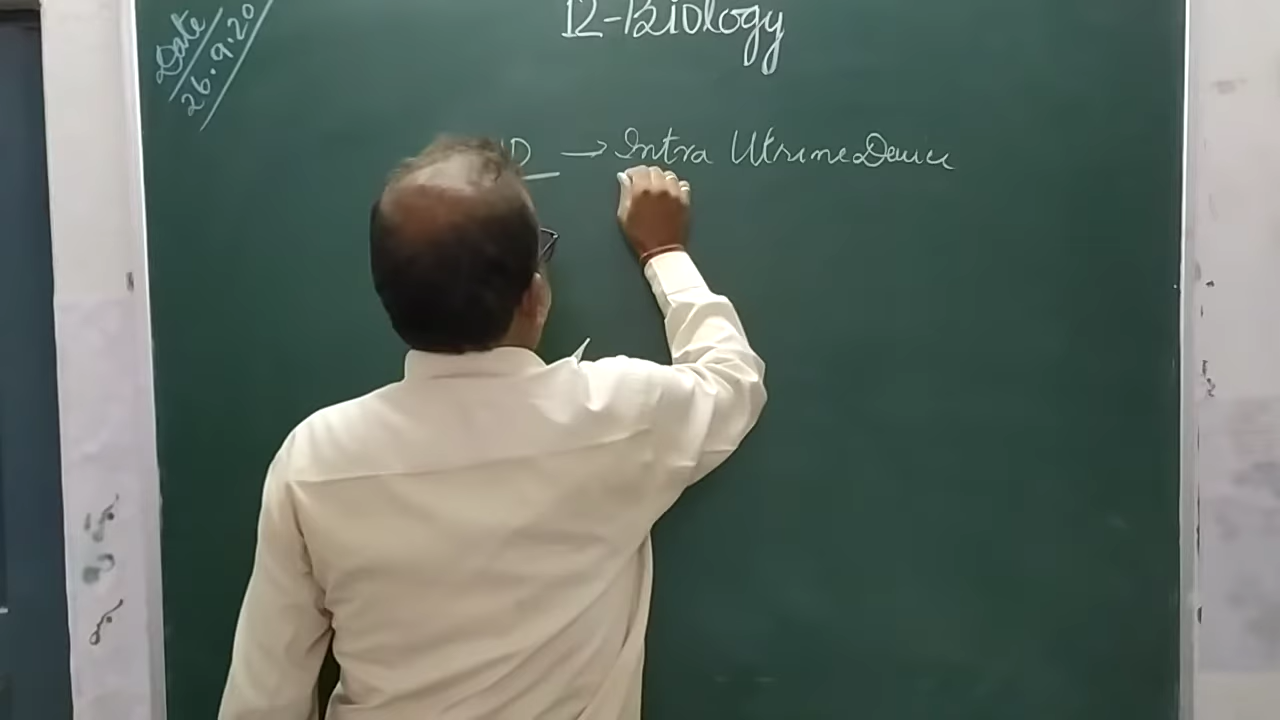 Date
26.9.20
12-Biology
D → Intra Utrine Device